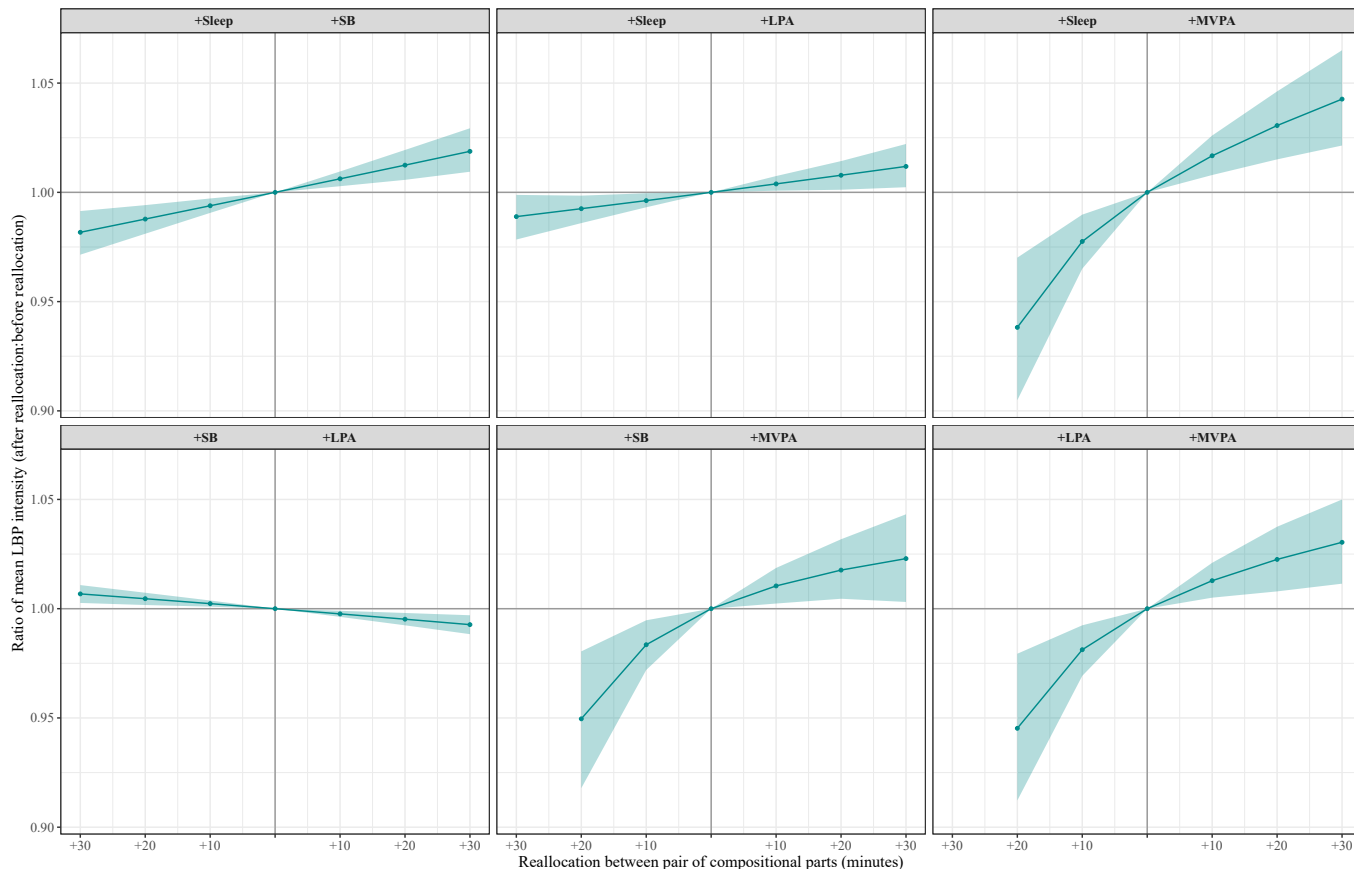 +Sleep +SB
+Sleep +LPA
+Sleep +MVPA
1.05
1.00
0.95
0.90
+SB +LPA
+SB +MVPA
+LPA +MVPA
1.05
1.00
0.95
0.90
Ratio of mean LBP intensity (after reallocation:before reallocation)
+30 +20 +10 +10 +20 +30
+30 +20 +10 +10 +20 +30
+30 +20 +10 +10 +20 +30
Reallocation between pair of compositional parts (minutes)